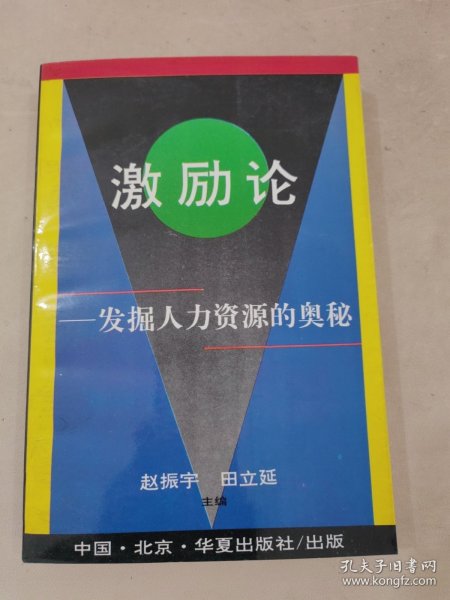 激励论
——发掘人力资源的奥秘
赵振宇 田立延
主编
中国·北京·华夏出版社/出版
孔夫子旧书网
www.kongfz.com